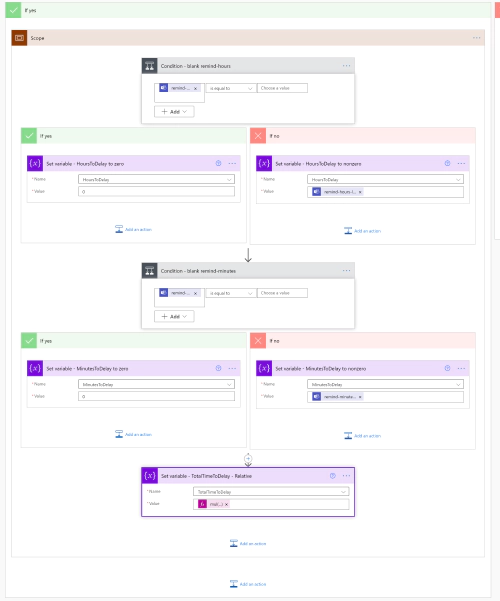 If yes
Scope
Condition - blank remind-hours
remind-... x is equal to Choose a value
+ Add
If yes
If no
Set variable - HoursToDelay to zero
* Name HoursToDelay
* Value 0
Add an action
Set variable - HoursToDelay to nonzero
* Name HoursToDelay
* Value remind-hours-i... x
Add an action
Condition - blank remind-minutes
remind-... x is equal to Choose a value
+ Add
If yes
If no
Set variable - MinutesToDelay to zero
* Name MinutesToDelay
* Value 0
Add an action
Set variable - MinutesToDelay to nonzero
* Name MinutesToDelay
* Value remind-minute... x
Add an action
Set variable - TotalTimeToDelay - Relative
* Name TotalTimeToDelay
* Value fx mul(...) x
Add an action
Add an action